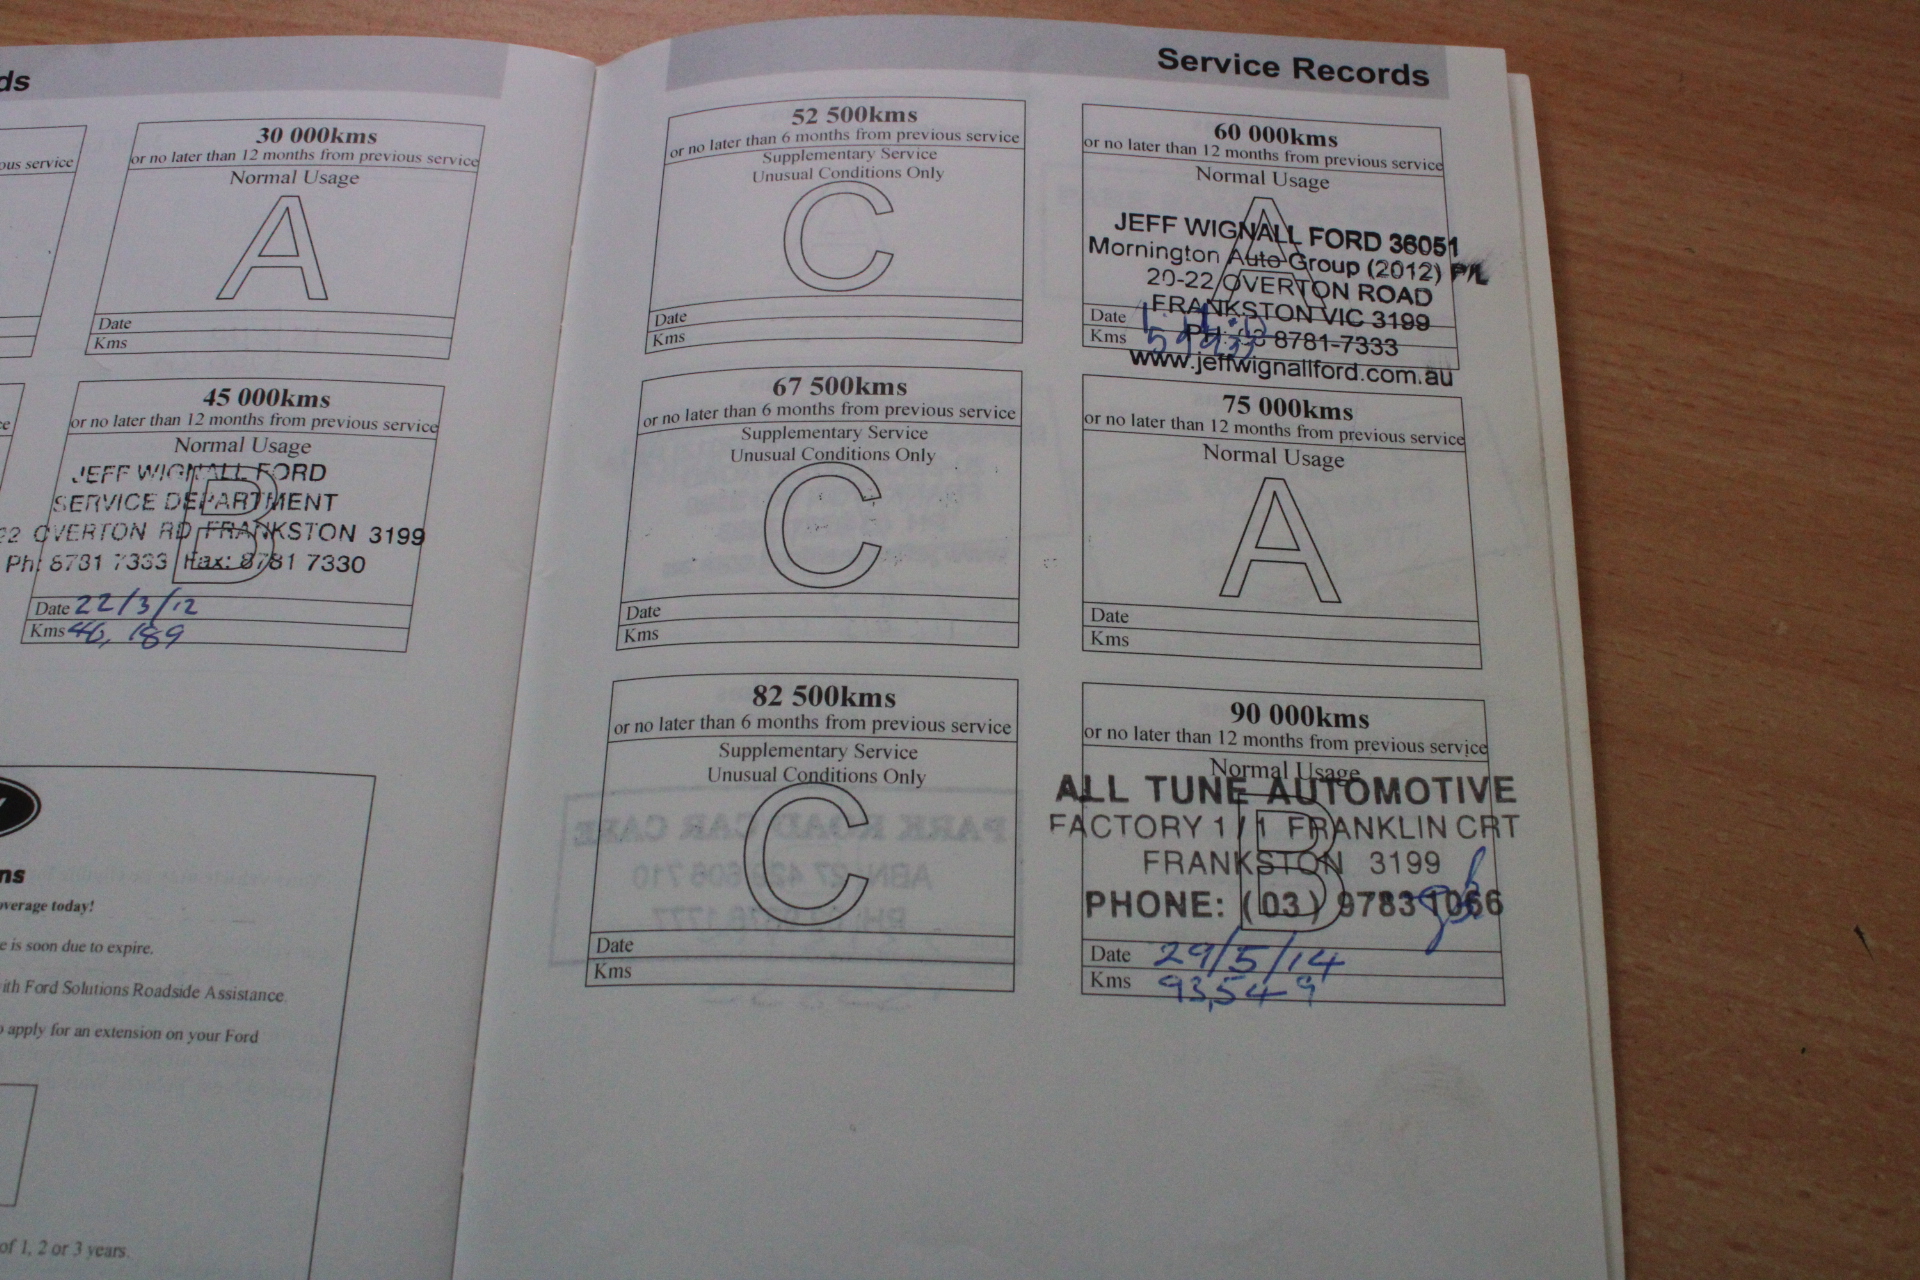 ds
ous service
30 000kms
or no later than 12 months from previous service
Normal Usage
A
Date
Kms
ce
45 000kms
or no later than 12 months from previous service
Normal Usage
B
JEFF WIGNALL FORD
SERVICE DEPARTMENT
22 OVERTON RD FRANKSTON 3199
Ph: 8781 7333 Fax: 8781 7330
Date 22/3/12
Kms 46,189
ns
verage today!
e is soon due to expire.
ith Ford Solutions Roadside Assistance
o apply for an extension on your Ford
of 1, 2 or 3 years.
Service Records
52 500kms
or no later than 6 months from previous service
Supplementary Service
Unusual Conditions Only
C
Date
Kms
60 000kms
or no later than 12 months from previous service
Normal Usage
A
JEFF WIGNALL FORD 36051
Mornington Auto Group (2012) P/L
20-22 OVERTON ROAD
FRANKSTON VIC 3199
PH: 03 8781-7333
www.jeffwignallford.com.au
Date
Kms
67 500kms
or no later than 6 months from previous service
Supplementary Service
Unusual Conditions Only
C
Date
Kms
75 000kms
or no later than 12 months from previous service
Normal Usage
A
Date
Kms
82 500kms
or no later than 6 months from previous service
Supplementary Service
Unusual Conditions Only
C
Date
Kms
90 000kms
or no later than 12 months from previous service
Normal Usage
B
ALL TUNE AUTOMOTIVE
FACTORY 1 / 1 FRANKLIN CRT
FRANKSTON 3199
PHONE: (03) 97831066
Date 29/5/14
Kms 93,549